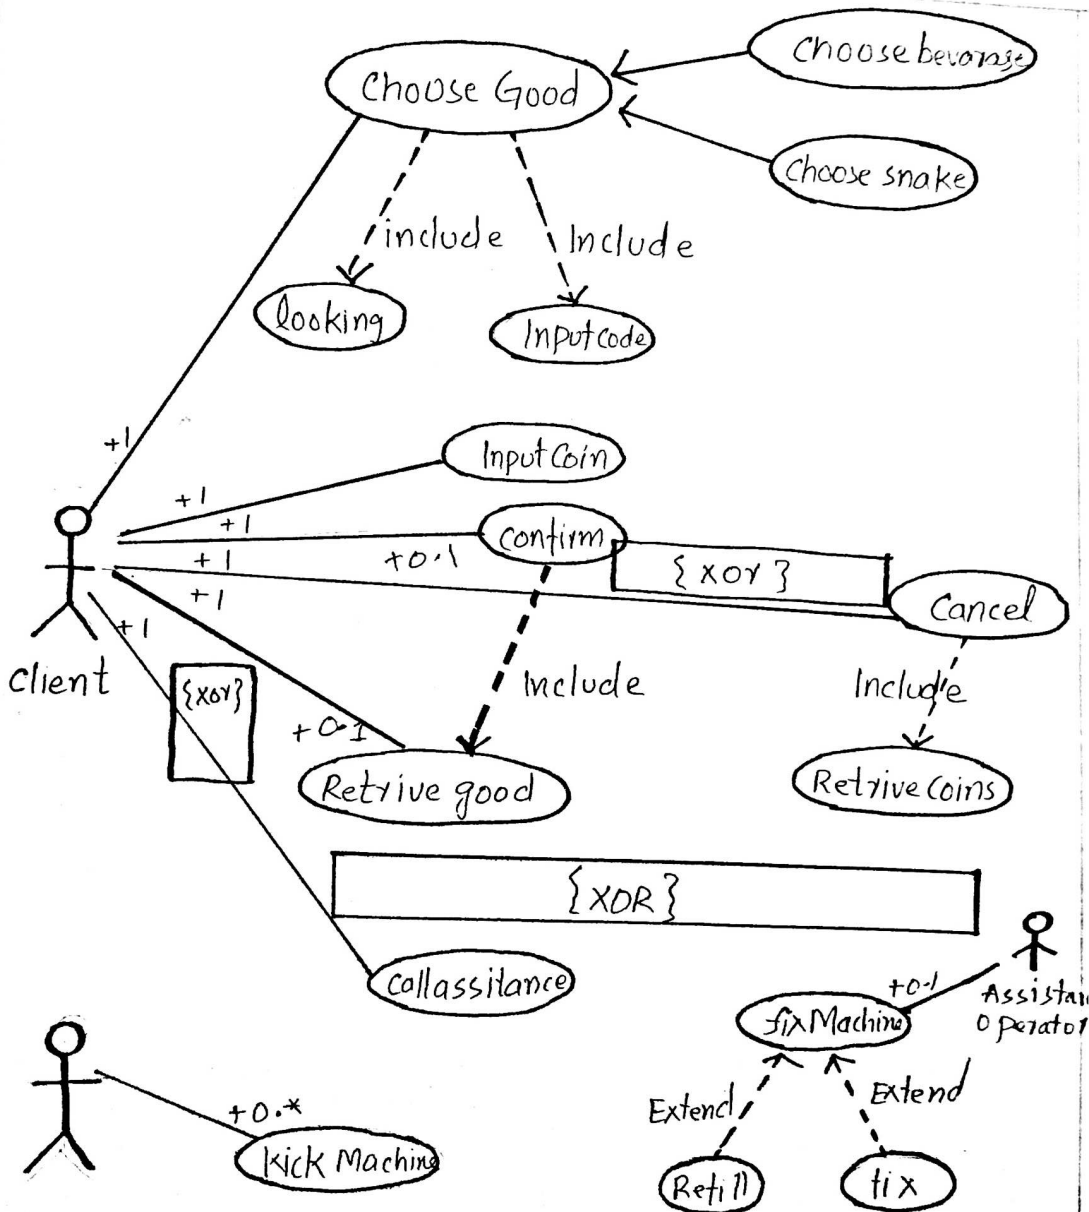 Choose bevarage
Choose Good
Choose snake
include
Include
looking
Inputcode
+1
Input Coin
+1
+1
Confirm
+0.1
{ xor }
+1
Cancel
+1
+1
Client
{xor}
Include
Include
+0.1
Retrive good
Retrive Coins
{XOR}
callassitance
+0.1
Assistan
Operator
fixMachine
Extend
Extend
+0.*
kick Machine
Refill
fix